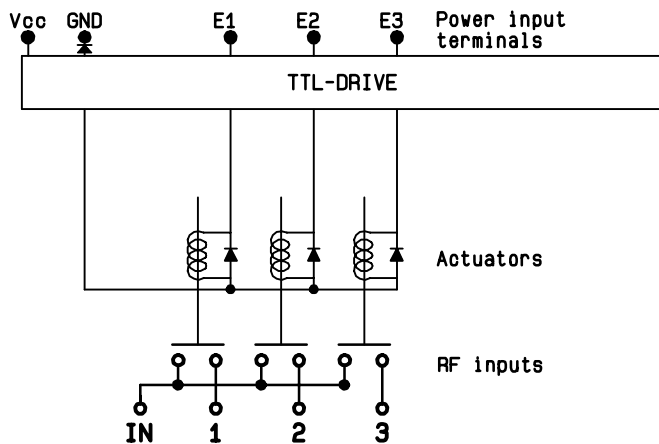 Vcc GND E1 E2 E3 Power input
terminals
TTL-DRIVE
Actuators
RF inputs
IN 1 2 3